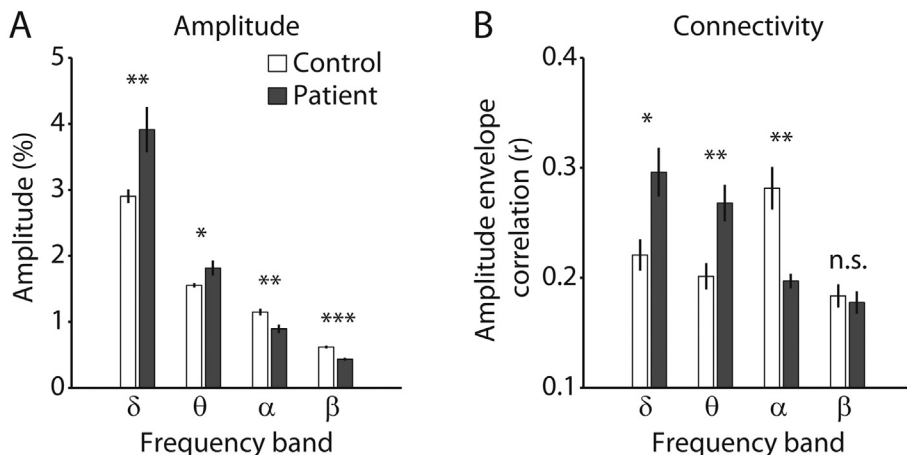 A Amplitude
Control
Patient
Amplitude (%)
5
4
3
2
1
0
**
*
**
***
δ θ α β
Frequency band
B Connectivity
Amplitude envelope
correlation (r)
0.4
0.3
0.2
0.1
*
**
**
n.s.
δ θ α β
Frequency band